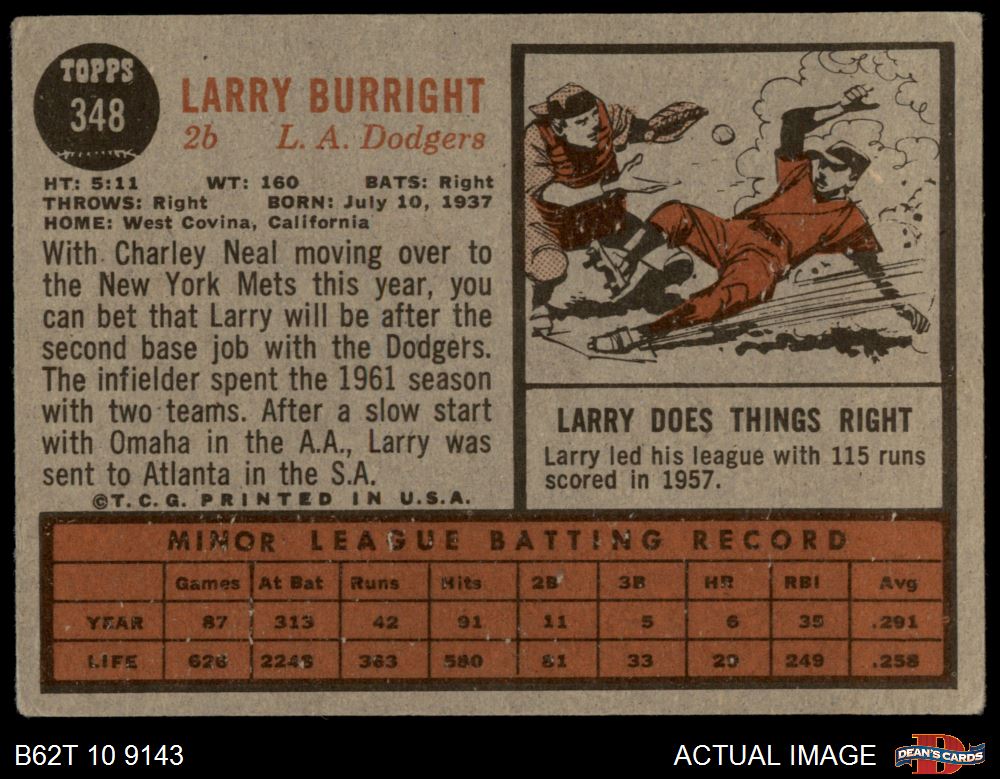 TOPPS
348
LARRY BURRIGHT
2b L. A. Dodgers
HT: 5:11 WT: 160 BATS: Right
THROWS: Right BORN: July 10, 1937
HOME: West Covina, California
With Charley Neal moving over to
the New York Mets this year, you
can bet that Larry will be after the
second base job with the Dodgers.
The infielder spent the 1961 season
with two teams. After a slow start
with Omaha in the A.A., Larry was
sent to Atlanta in the S.A.
©T.C.G. PRINTED IN U.S.A.
LARRY DOES THINGS RIGHT
Larry led his league with 115 runs
scored in 1957.
MINOR LEAGUE BATTING RECORD
Games At Bat Runs Hits 2B 3B HR RBI Avg
YEAR 87 313 42 91 11 5 6 35 .291
LIFE 626 2245 363 580 81 33 29 249 .258
B62T 10 9143
ACTUAL IMAGE
DEAN'S CARDS